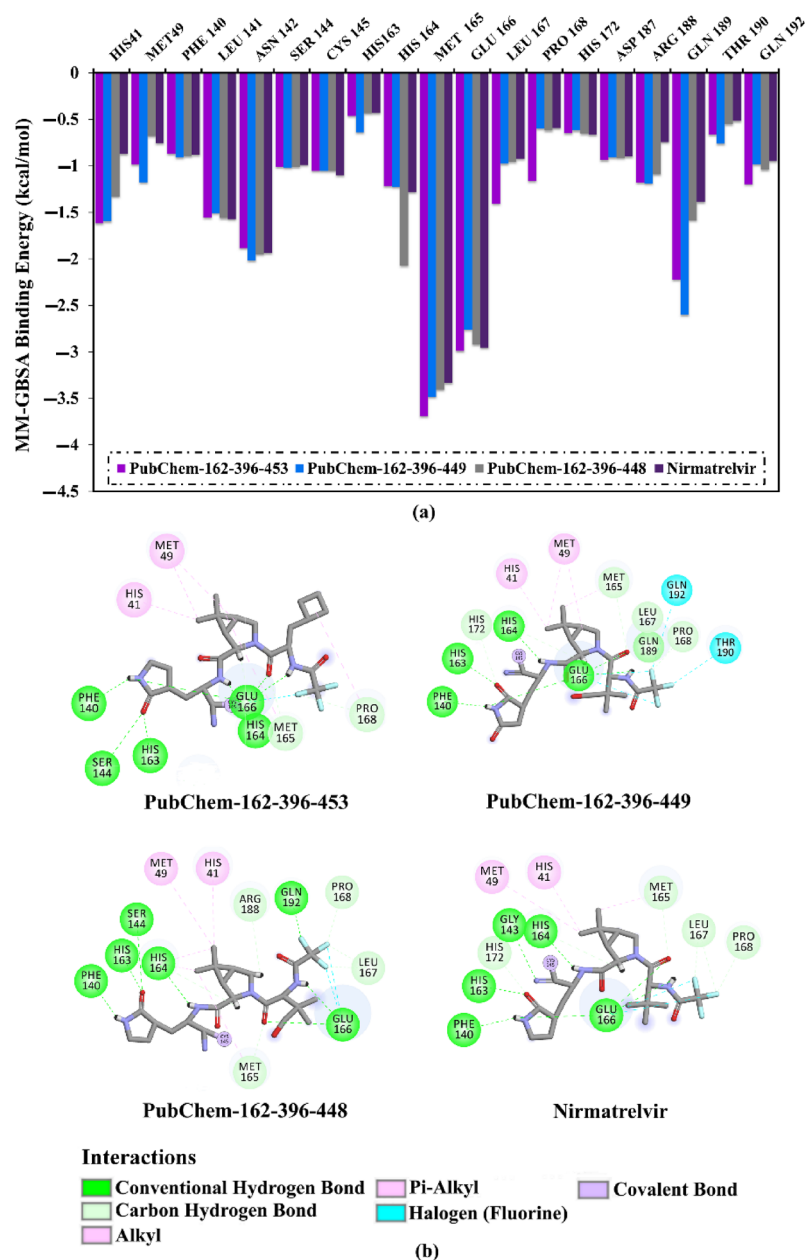 HIS41 MET49 PHE 140 LEU 141 ASN 142 SER 144 CYS 145 HIS163 HIS 164 MET 165 GLU 166 LEU 167 PRO 168 HIS 172 ASP 187 ARG 188 GLN 189 THR 190 GLN 192
MM-GBSA Binding Energy (kcal/mol)
0
−0.5
−1
−1.5
−2
−2.5
−3
−3.5
−4
−4.5
PubChem-162-396-453 PubChem-162-396-449 PubChem-162-396-448 Nirmatrelvir
(a)
MET
49
HIS
41
PHE
140
SER
144
HIS
163
GLU
166
HIS
164
MET
165
PRO
168
PubChem-162-396-453
MET
49
HIS
41
MET
165
GLN
192
HIS
172
HIS
164
LEU
167
GLN
189
PRO
168
THR
190
HIS
163
GLU
166
PHE
140
PubChem-162-396-449
MET
49
HIS
41
SER
144
ARG
188
GLN
192
PRO
168
HIS
163
HIS
164
LEU
167
PHE
140
GLU
166
MET
165
PubChem-162-396-448
MET
49
HIS
41
MET
165
GLY
143
HIS
164
LEU
167
PRO
168
HIS
172
HIS
163
GLU
166
PHE
140
Nirmatrelvir
Interactions
Conventional Hydrogen Bond
Carbon Hydrogen Bond
Alkyl
Pi-Alkyl
Halogen (Fluorine)
Covalent Bond
(b)